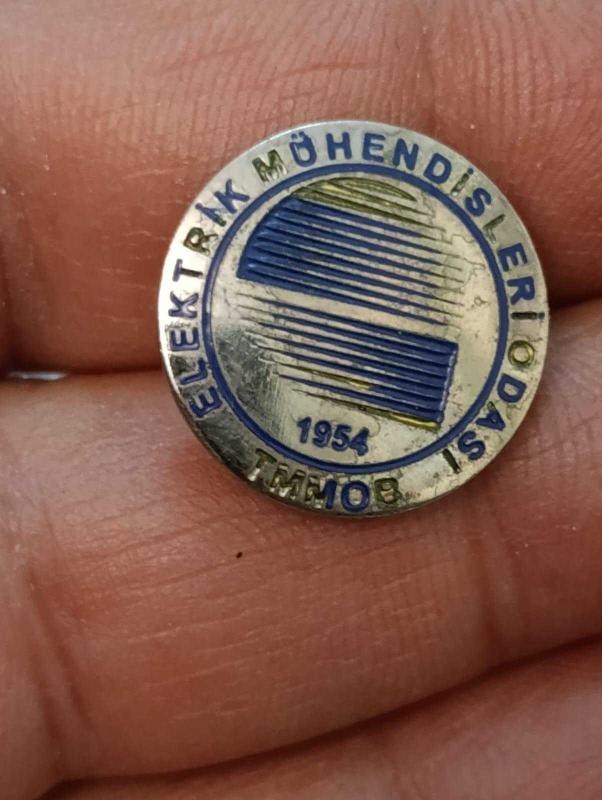 ELEKTRİK MÜHENDİSLERİ ODASI
1954
TMMOB